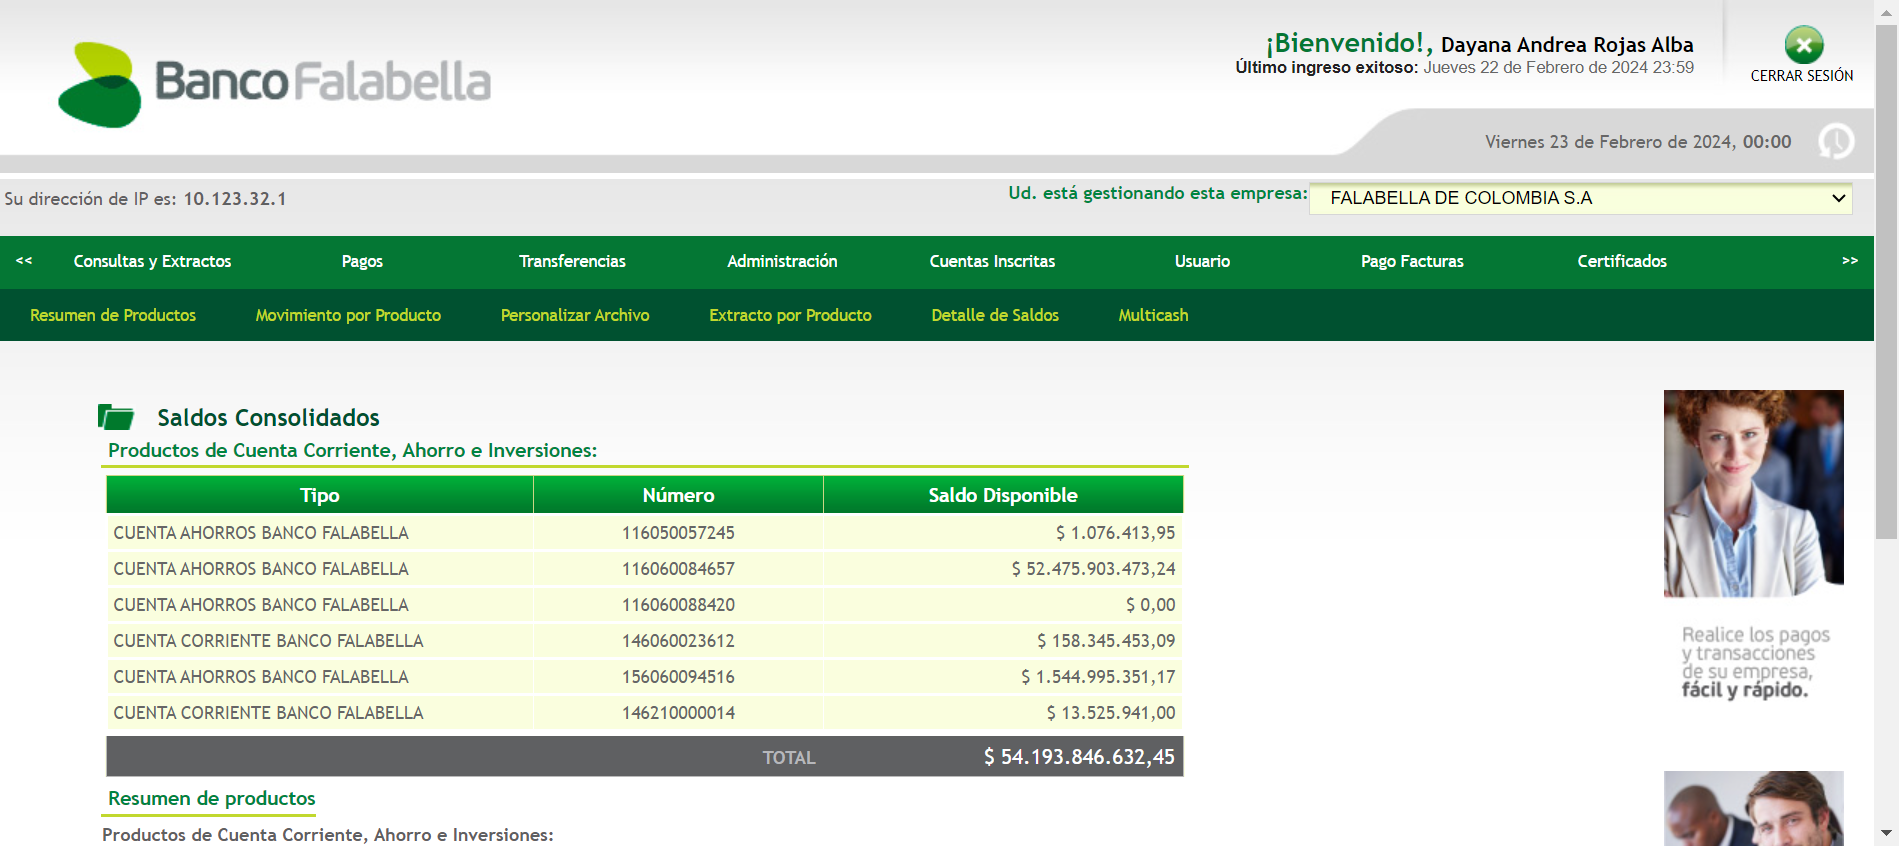 Banco Falabella
¡Bienvenido!, Dayana Andrea Rojas Alba
Último ingreso exitoso: Jueves 22 de Febrero de 2024 23:59
CERRAR SESIÓN
Viernes 23 de Febrero de 2024, 00:00
Su dirección de IP es: 10.123.32.1
Ud. está gestionando esta empresa: FALABELLA DE COLOMBIA S.A
<< Consultas y Extractos Pagos Transferencias Administración Cuentas Inscritas Usuario Pago Facturas Certificados >>
Resumen de Productos Movimiento por Producto Personalizar Archivo Extracto por Producto Detalle de Saldos Multicash
Saldos Consolidados
Productos de Cuenta Corriente, Ahorro e Inversiones:
Tipo Número Saldo Disponible
CUENTA AHORROS BANCO FALABELLA 116050057245 $ 1.076.413,95
CUENTA AHORROS BANCO FALABELLA 116060084657 $ 52.475.903.473,24
CUENTA AHORROS BANCO FALABELLA 116060088420 $ 0,00
CUENTA CORRIENTE BANCO FALABELLA 146060023612 $ 158.345.453,09
CUENTA AHORROS BANCO FALABELLA 156060094516 $ 1.544.995.351,17
CUENTA CORRIENTE BANCO FALABELLA 146210000014 $ 13.525.941,00
TOTAL $ 54.193.846.632,45
Resumen de productos
Productos de Cuenta Corriente, Ahorro e Inversiones:
Realice los pagos
y transacciones
de su empresa,
fácil y rápido.